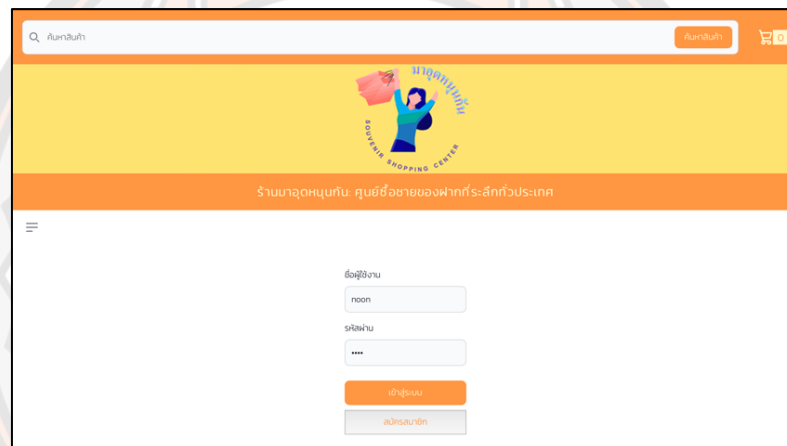 ค้นหาสินค้า
ค้นหาสินค้า
0
มาอุดหนุนกัน
SOUVENIR SHOPPING CENTER
ร้านมาอุดหนุนกัน: ศูนย์ซื้อขายของฝากที่ระลึกทั่วประเทศ
ชื่อผู้ใช้งาน
noon
รหัสผ่าน
••••
เข้าสู่ระบบ
สมัครสมาชิก